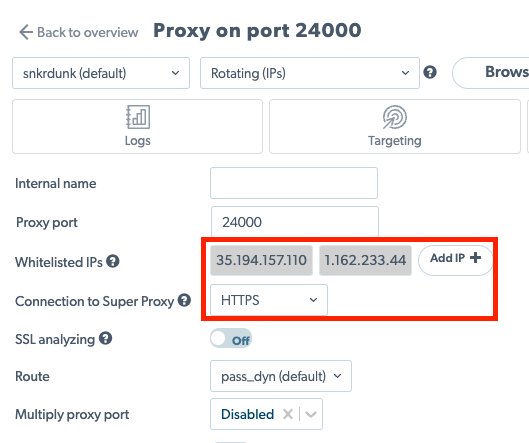 Back to overview Proxy on port 24000
snkrdunk (default) Rotating (IPs) Brows
Logs Targeting
Internal name
Proxy port 24000
Whitelisted IPs 35.194.157.110 1.162.233.44 Add IP +
Connection to Super Proxy HTTPS
SSL analyzing Off
Route pass_dyn (default)
Multiply proxy port Disabled